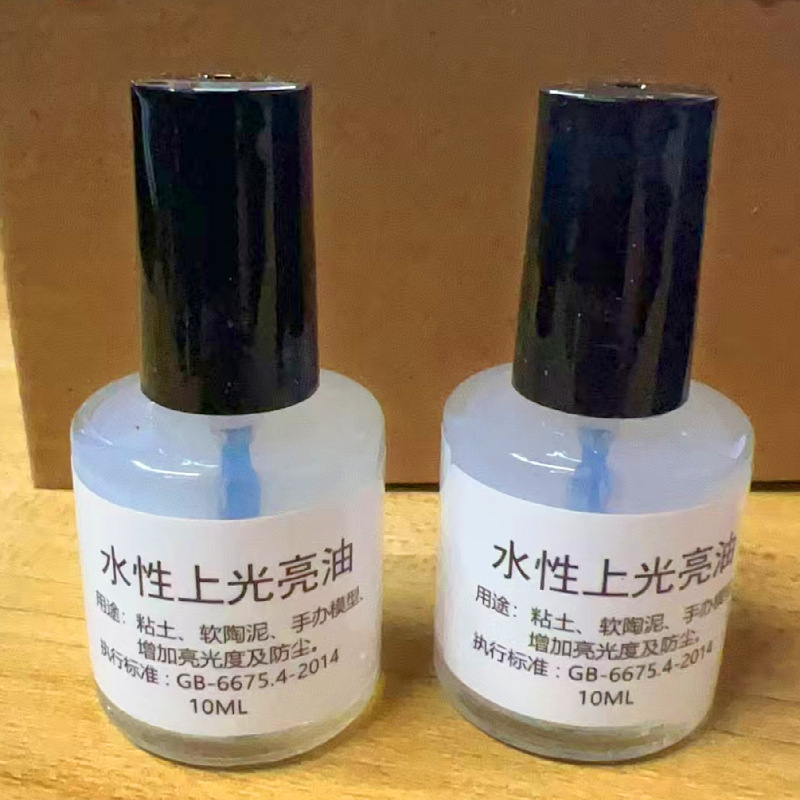 水性上光亮油
用途：粘土、软陶泥、手办模型、
增加亮光度及防尘。
执行标准：GB-6675.4-2014
10ML
水性上光亮油
用途：粘土、软陶泥、手办模
增加亮光度及防尘。
执行标准：GB-6675.4-2014
10ML